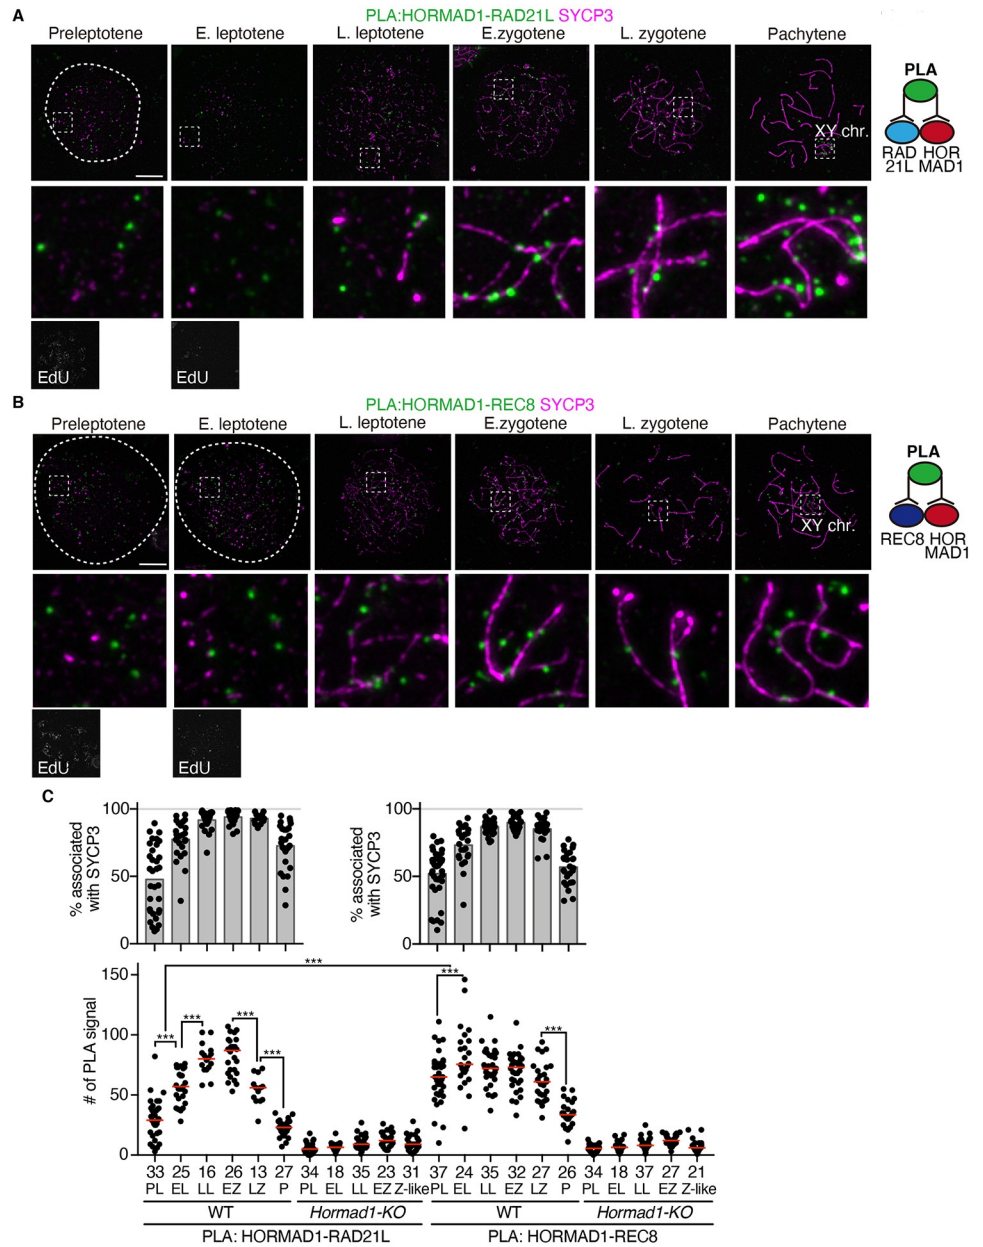 A
PLA:HORMAD1-RAD21L SYCP3
Preleptotene E. leptotene L. leptotene E.zygotene L. zygotene Pachytene
PLA
XY chr.
RAD HOR
21L MAD1
EdU EdU
B
PLA:HORMAD1-REC8 SYCP3
Preleptotene E. leptotene L. leptotene E.zygotene L. zygotene Pachytene
PLA
XY chr.
REC8 HOR
MAD1
EdU EdU
C
% associated
with SYCP3
100
50
0
% associated
with SYCP3
100
50
0
# of PLA signal
150
100
50
0
*** *** *** *** *** *** ***
33 25 16 26 13 27 34 18 35 23 31 37 24 35 32 27 26 34 18 37 27 21
PL EL LL EZ LZ P PL EL LL EZ Z-like PL EL LL EZ LZ P PL EL LL EZ Z-like
WT Hormad1-KO WT Hormad1-KO
PLA: HORMAD1-RAD21L PLA: HORMAD1-REC8